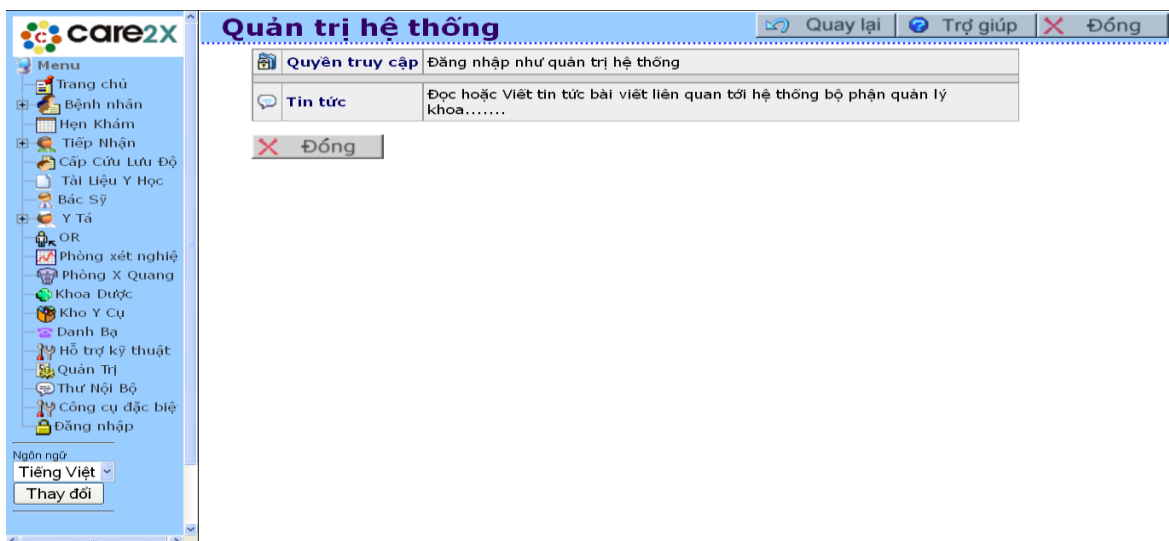 care2x
Quản trị hệ thống
Quay lại
Trợ giúp
Đống
Menu
Trang chủ
Bệnh nhân
Hẹn Khám
Tiếp Nhận
Cấp Cứu Lưu Độ
Tài Liệu Y Học
Bác Sỹ
Y Tá
OR
Phòng xét nghiệ
Phòng X Quang
Khoa Dược
Kho Y Cụ
Danh Bạ
Hỗ trợ kỹ thuật
Quản Trị
Thư Nội Bộ
Công cụ đặc biệ
Đăng nhập
Ngôn ngữ
Tiếng Việt
Thay đổi
Quyền truy cập Đăng nhập như quản trị hệ thống
Tin tức Đọc hoặc Viết tin tức bài viết liên quan tới hệ thống bộ phận quản lý
khoa.......
Đống